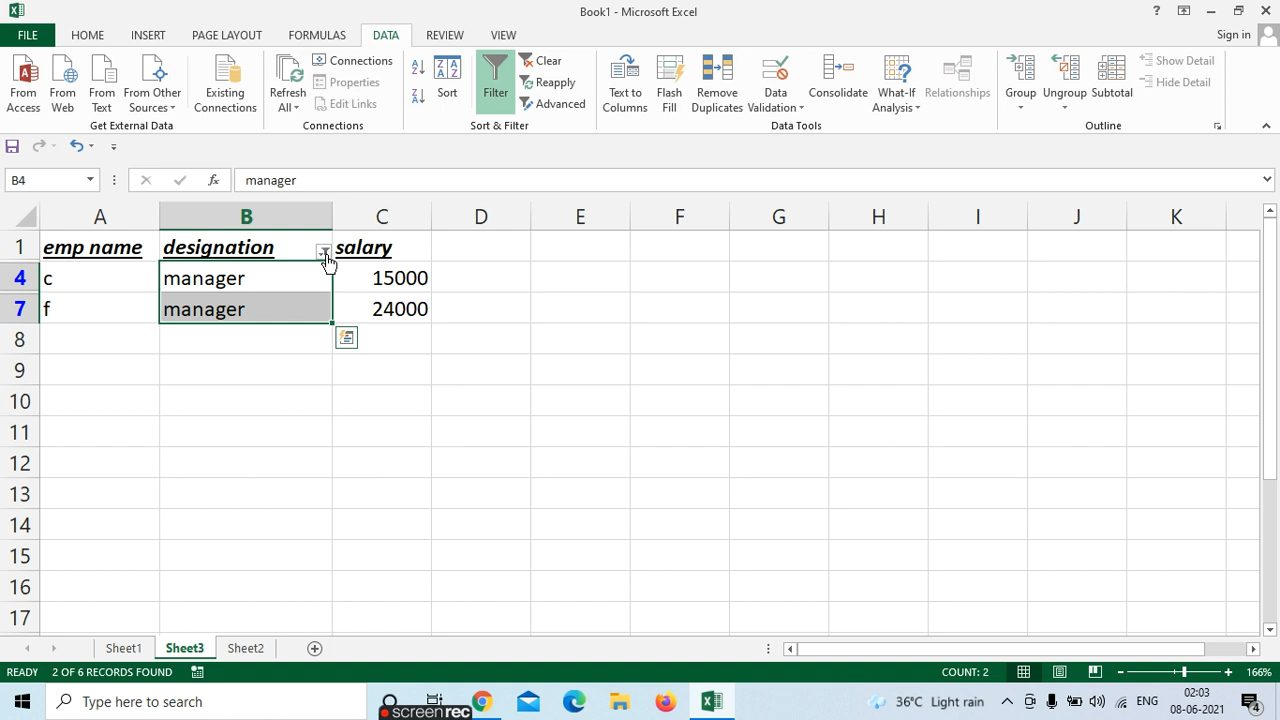 Book1 - Microsoft Excel
?
FILE HOME INSERT PAGE LAYOUT FORMULAS DATA REVIEW VIEW Sign in
From Access
From Web
From Text
From Other Sources
Existing Connections
Get External Data
Refresh All
Connections
Properties
Edit Links
Connections
Sort
Filter
Clear
Reapply
Advanced
Sort & Filter
Text to Columns
Flash Fill
Remove Duplicates
Data Validation
Consolidate
What-If Analysis
Relationships
Data Tools
Group
Ungroup
Subtotal
Show Detail
Hide Detail
Outline
B4 fx manager
A B C D E F G H I J K
1 emp name designation salary
4 c manager 15000
7 f manager 24000
8
9
10
11
12
13
14
15
16
17
Sheet1 Sheet3 Sheet2
READY 2 OF 6 RECORDS FOUND COUNT: 2 166%
Type here to search
screenrec
36°C Light rain
ENG
02:03
08-06-2021
4